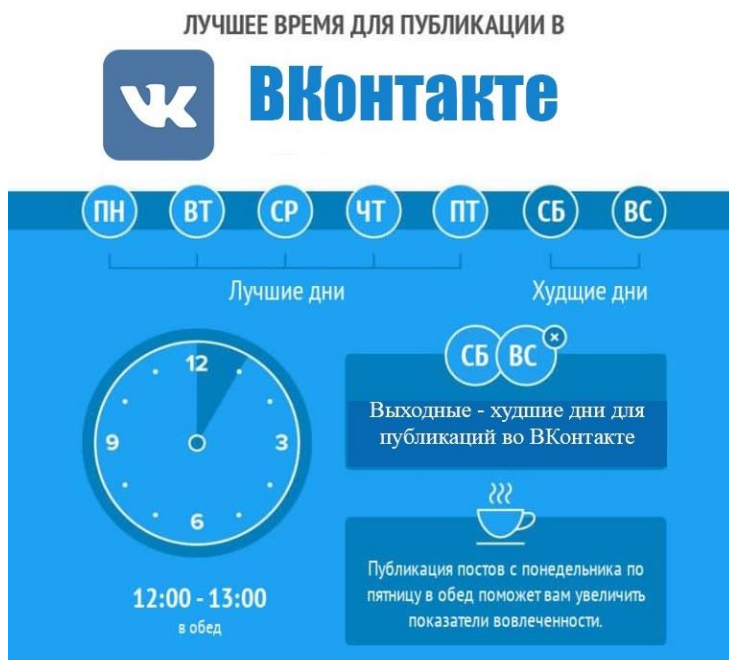 ЛУЧШЕЕ ВРЕМЯ ДЛЯ ПУБЛИКАЦИИ В
ВКонтакте
ПН ВТ СР ЧТ ПТ СБ ВС
Лучшие дни Худщие дни
12
9 3
6
12:00 - 13:00
в обед
СБ ВС
Выходные - худшие дни для
публикаций во ВКонтакте
Публикация постов с понедельника по
пятницу в обед поможет вам увеличить
показатели вовлеченности.